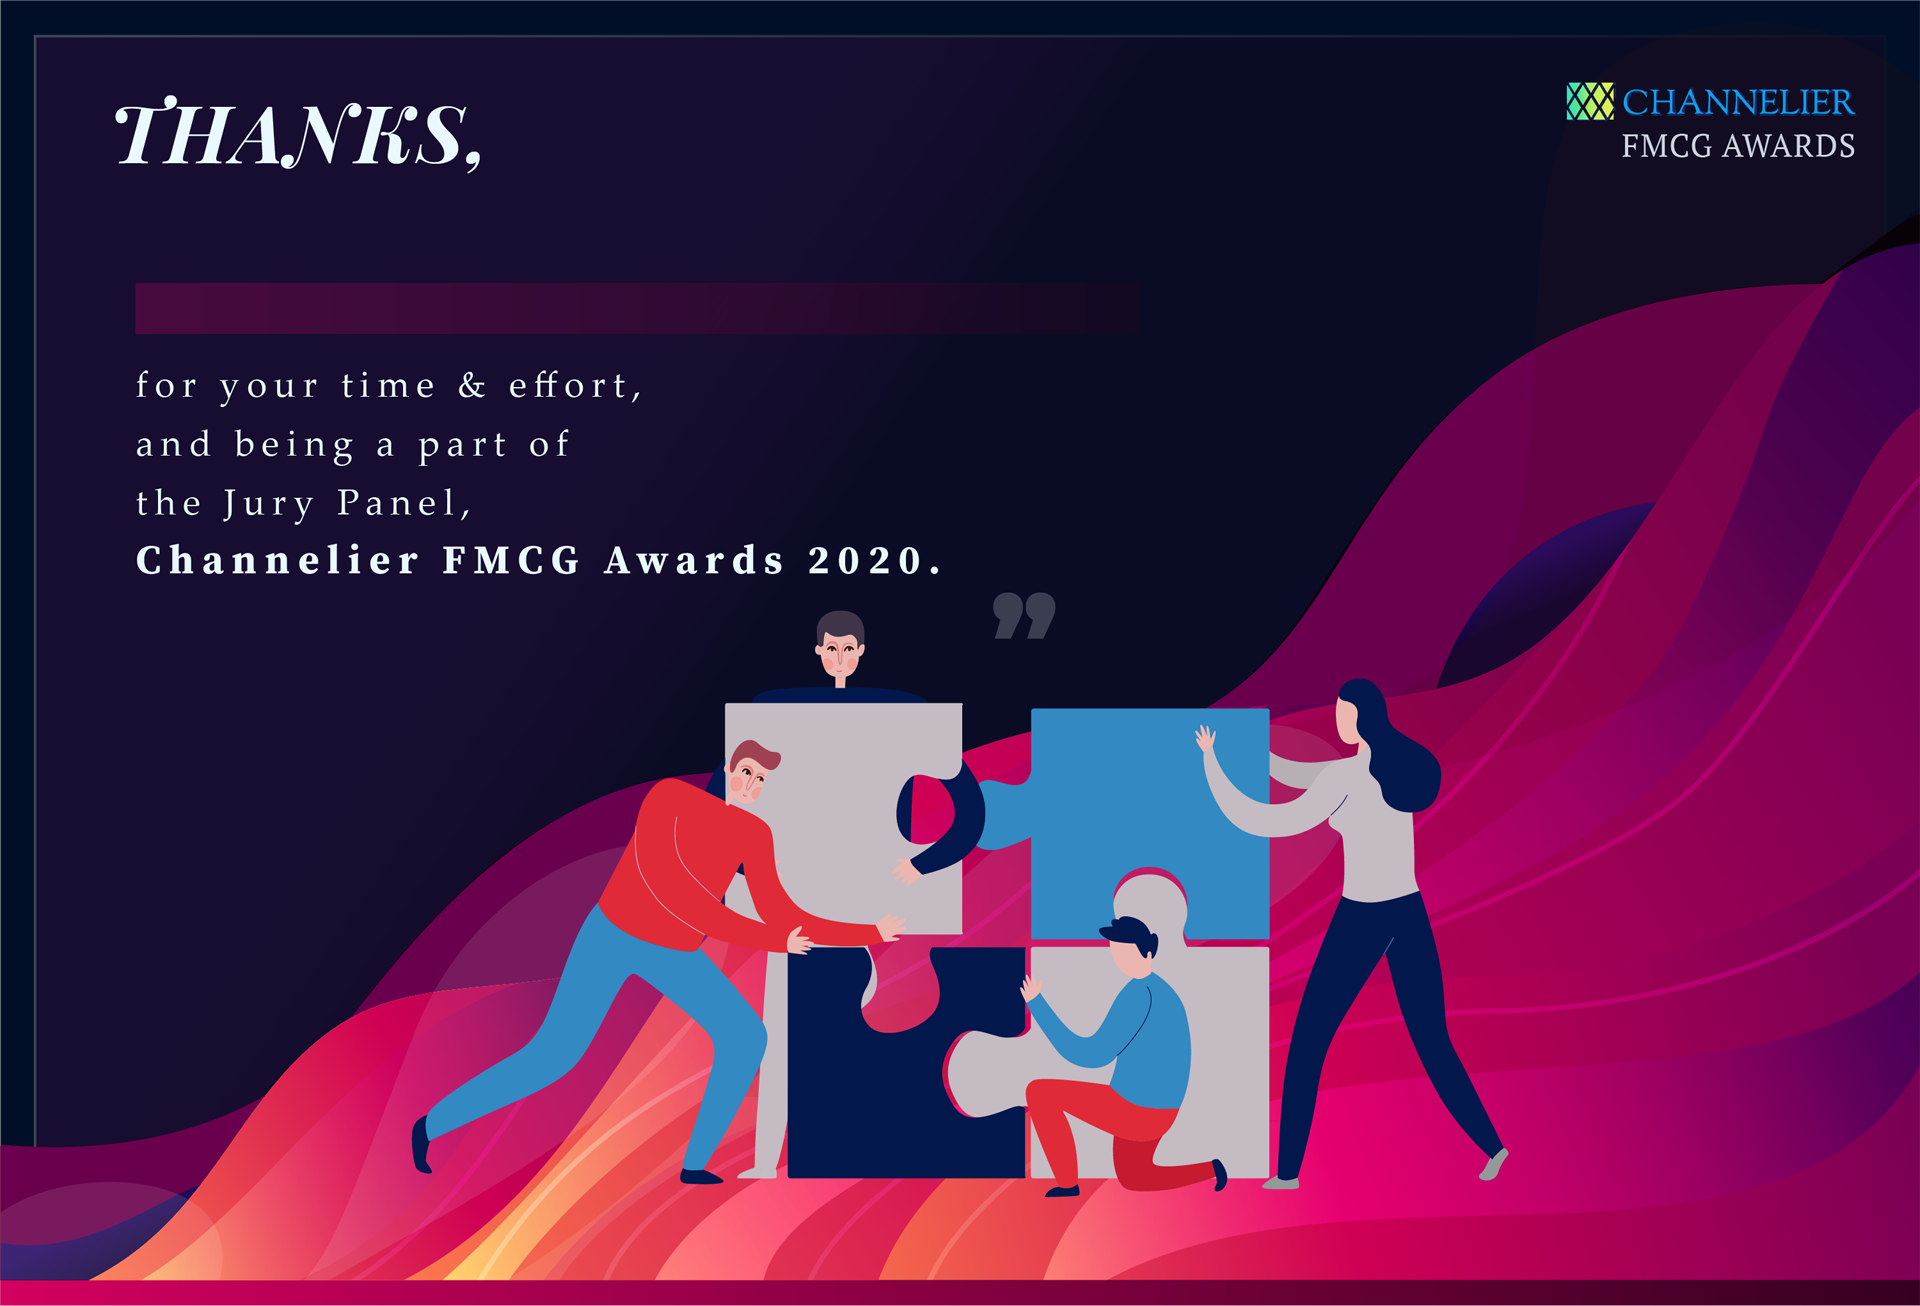 THANKS,
CHANNELIER
FMCG AWARDS
for your time & effort,
and being a part of
the Jury Panel,
Channelier FMCG Awards 2020.
”